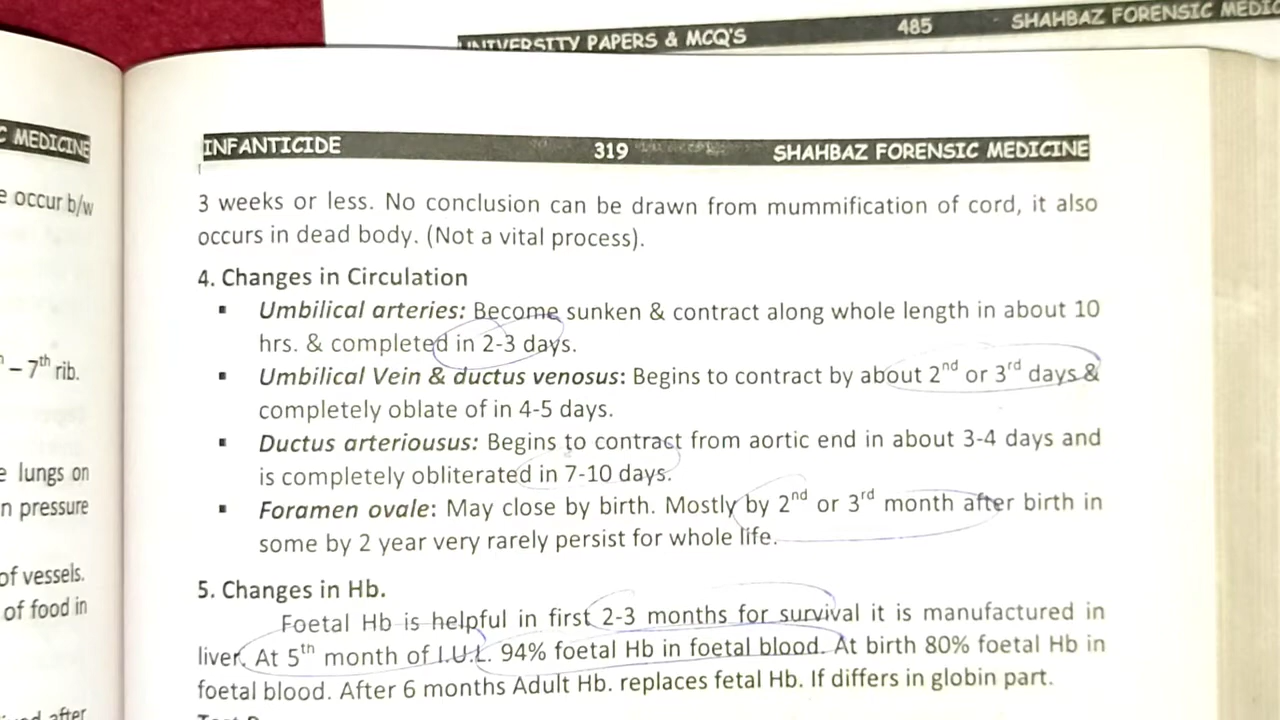 UNIVERSITY PAPERS & MCQ'S 485 SHAHBAZ FORENSIC MEDIC
C MEDICINE
e occur b/w
– 7th rib.
e lungs on
n pressure
of vessels.
of food in
after
INFANTICIDE 319 SHAHBAZ FORENSIC MEDICINE
3 weeks or less. No conclusion can be drawn from mummification of cord, it also
occurs in dead body. (Not a vital process).
4. Changes in Circulation
▪ Umbilical arteries: Become sunken & contract along whole length in about 10
hrs. & completed in 2-3 days.
▪ Umbilical Vein & ductus venosus: Begins to contract by about 2nd or 3rd days &
completely oblate of in 4-5 days.
▪ Ductus arteriousus: Begins to contract from aortic end in about 3-4 days and
is completely obliterated in 7-10 days.
▪ Foramen ovale: May close by birth. Mostly by 2nd or 3rd month after birth in
some by 2 year very rarely persist for whole life.
5. Changes in Hb.
Foetal Hb is helpful in first 2-3 months for survival it is manufactured in
liver. At 5th month of I.U.L. 94% foetal Hb in foetal blood. At birth 80% foetal Hb in
foetal blood. After 6 months Adult Hb. replaces fetal Hb. If differs in globin part.